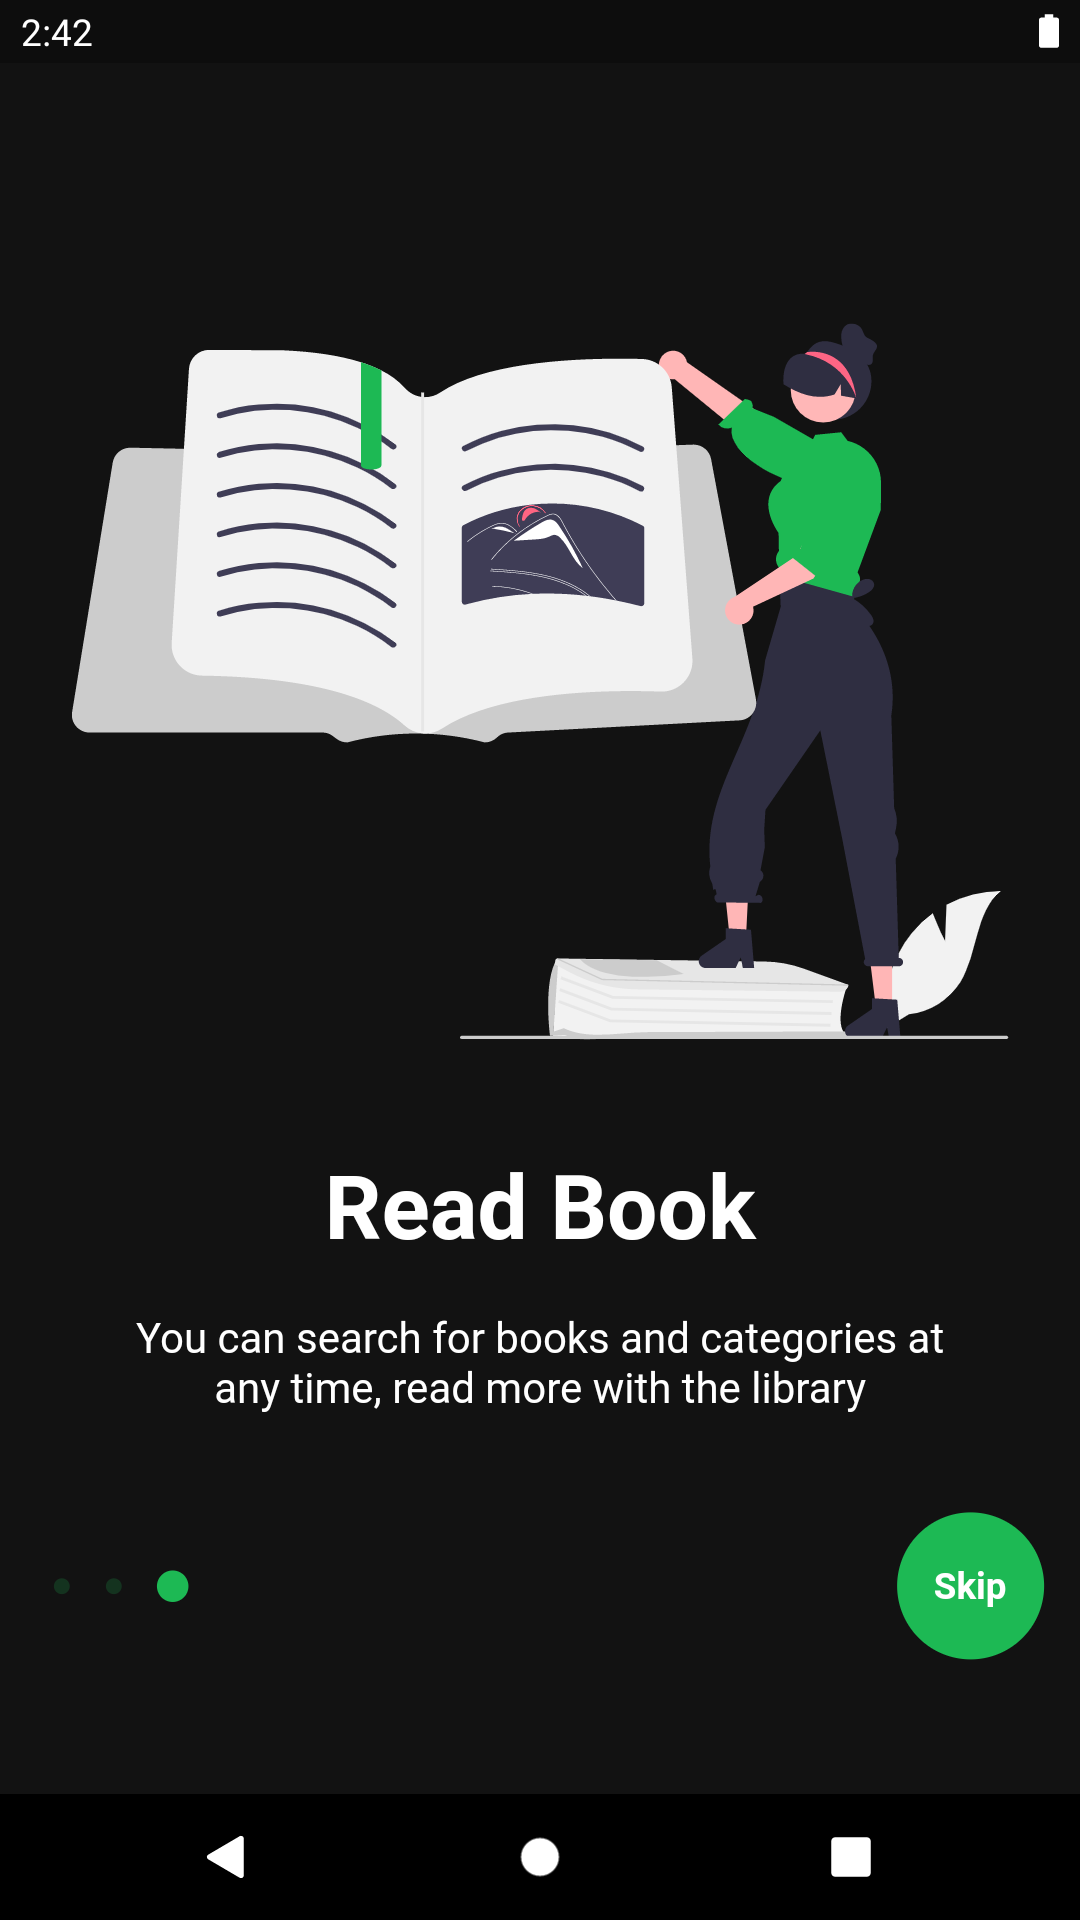 2:42
Read Book
You can search for books and categories at
any time, read more with the library
Skip